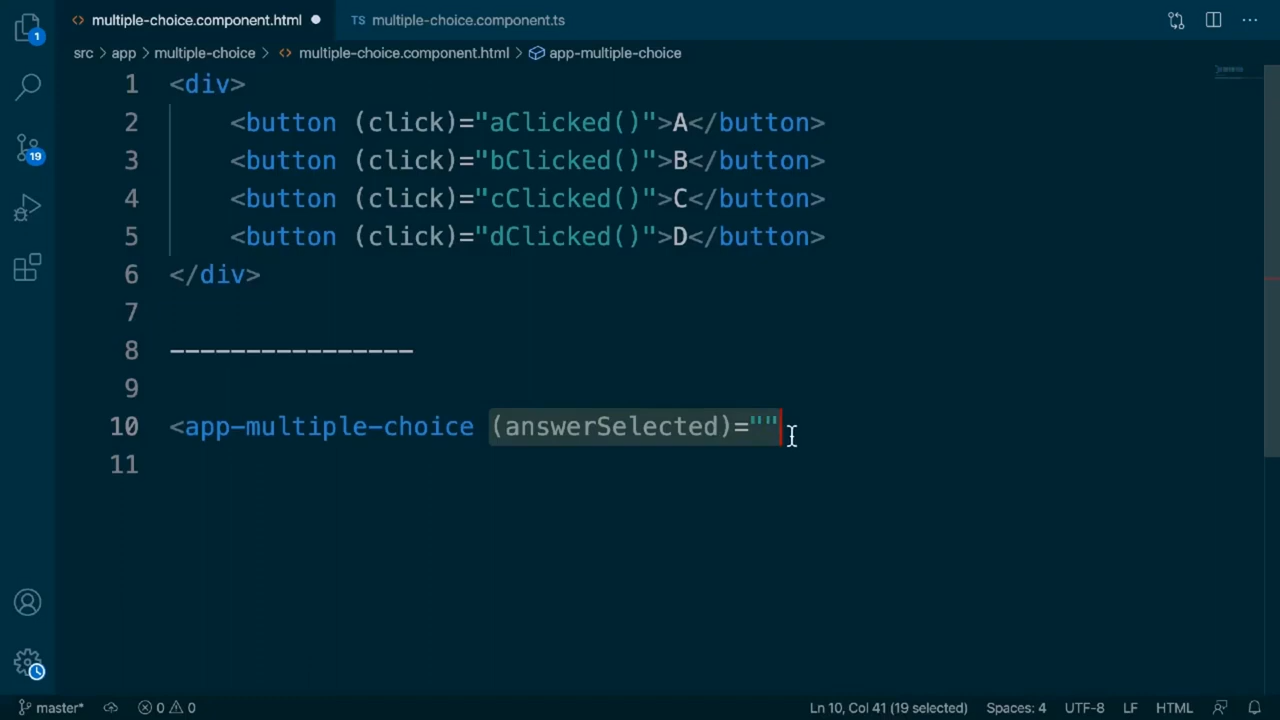 multiple-choice.component.html
TS multiple-choice.component.ts
src > app > multiple-choice > multiple-choice.component.html > app-multiple-choice
1 <div>
2 <button (click)="aClicked()">A</button>
3 <button (click)="bClicked()">B</button>
4 <button (click)="cClicked()">C</button>
5 <button (click)="dClicked()">D</button>
6 </div>
7
8 ----------------
9
10 <app-multiple-choice (answerSelected)=""
11
1
19
master* 0 0 Ln 10, Col 41 (19 selected) Spaces: 4 UTF-8 LF HTML